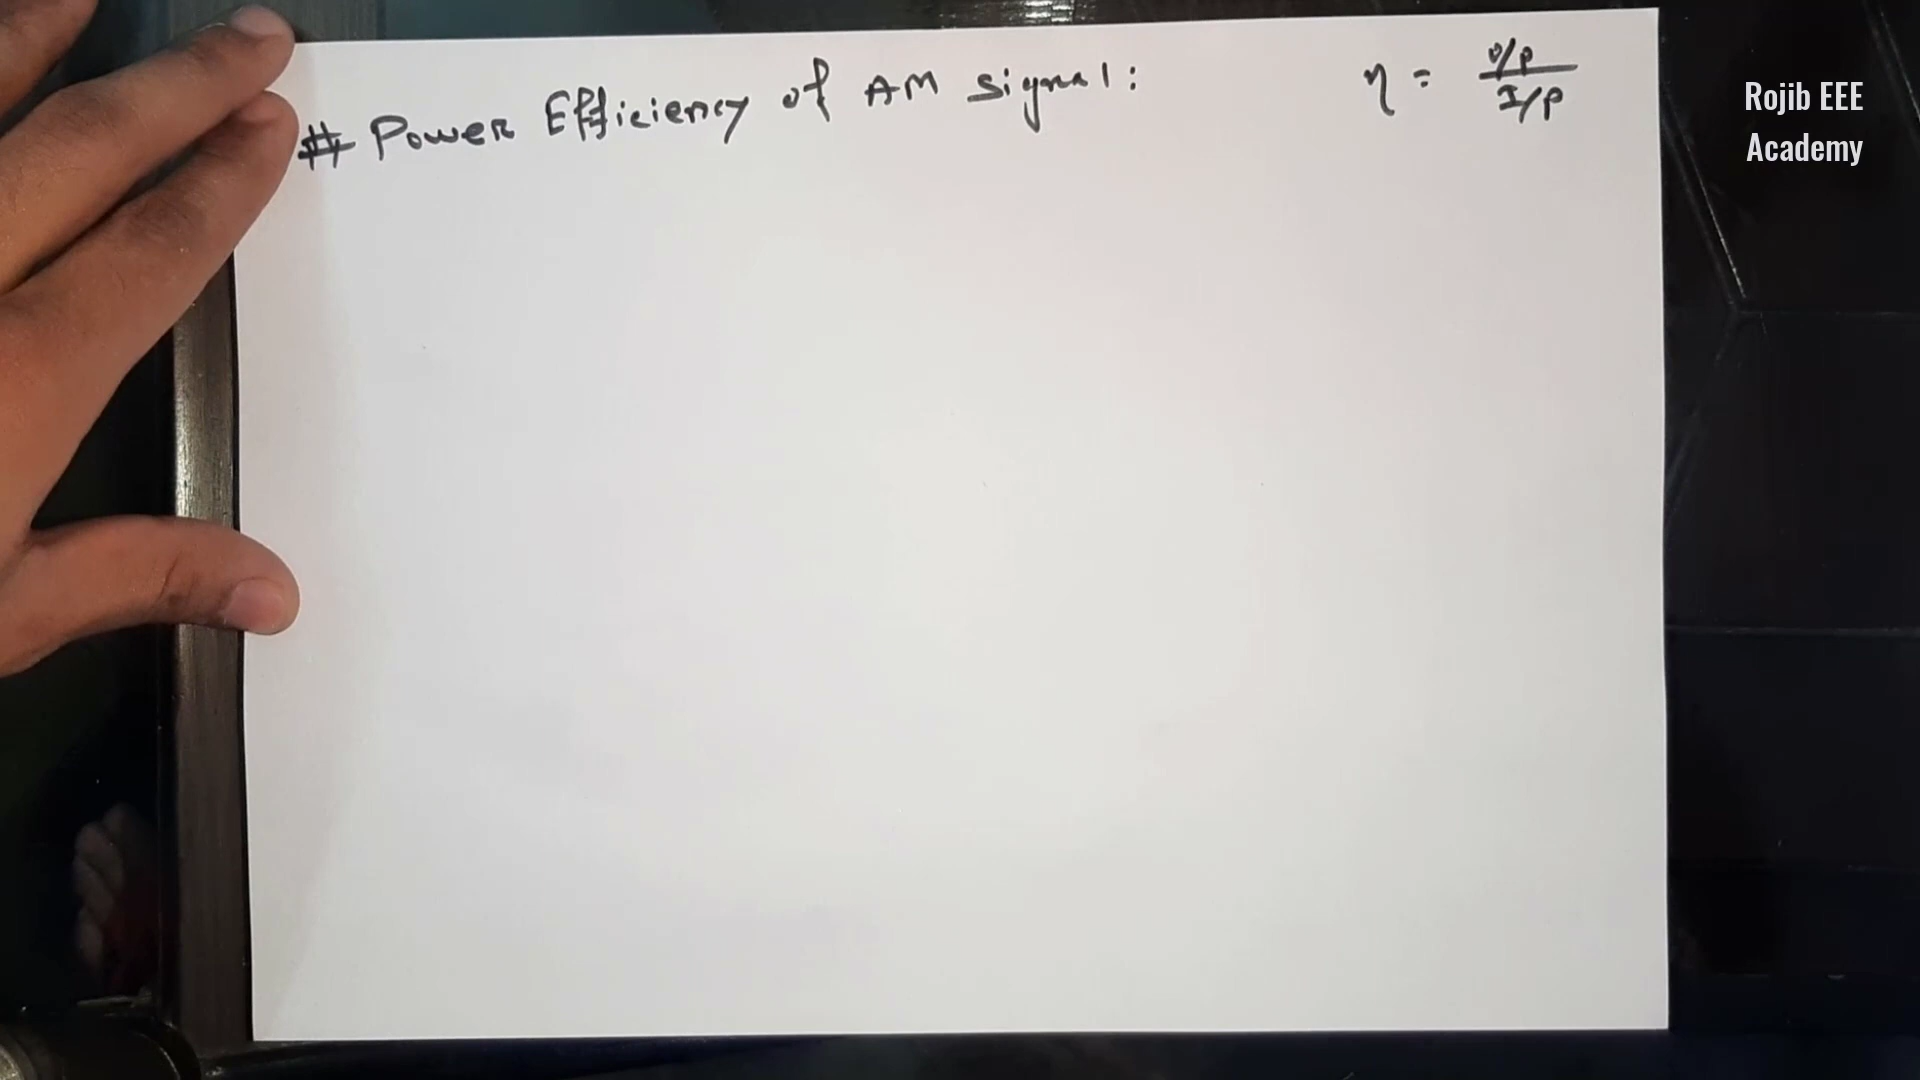 # Power Efficiency of AM signal:
η = O/P
I/P
Rojib EEE
Academy